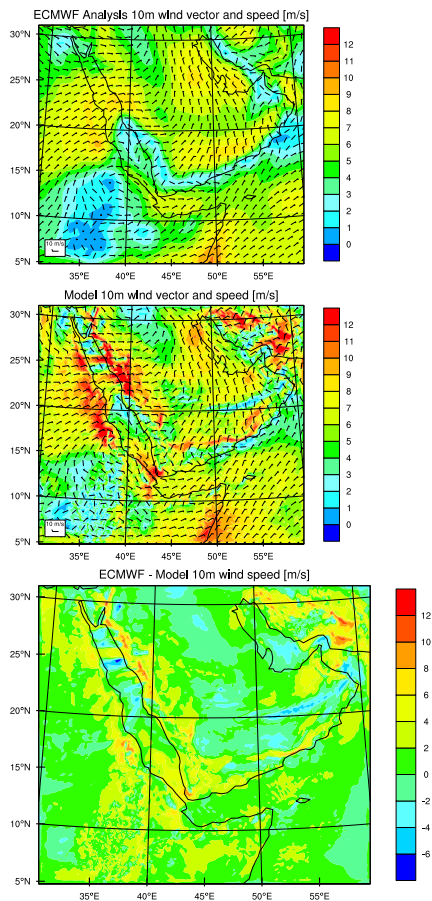 ECMWF Analysis 10m wind vector and speed [m/s]
30°N
25°N
20°N
15°N
10°N
5°N
10 m/s
35°E 40°E 45°E 50°E 55°E
12
11
10
9
8
7
6
5
4
3
2
1
0
Model 10m wind vector and speed [m/s]
30°N
25°N
20°N
15°N
10°N
5°N
10 m/s
35°E 40°E 45°E 50°E 55°E
12
11
10
9
8
7
6
5
4
3
2
1
0
ECMWF - Model 10m wind speed [m/s]
30°N
25°N
20°N
15°N
10°N
5°N
35°E 40°E 45°E 50°E 55°E
14
12
10
8
6
4
2
0
-2
-4
-6